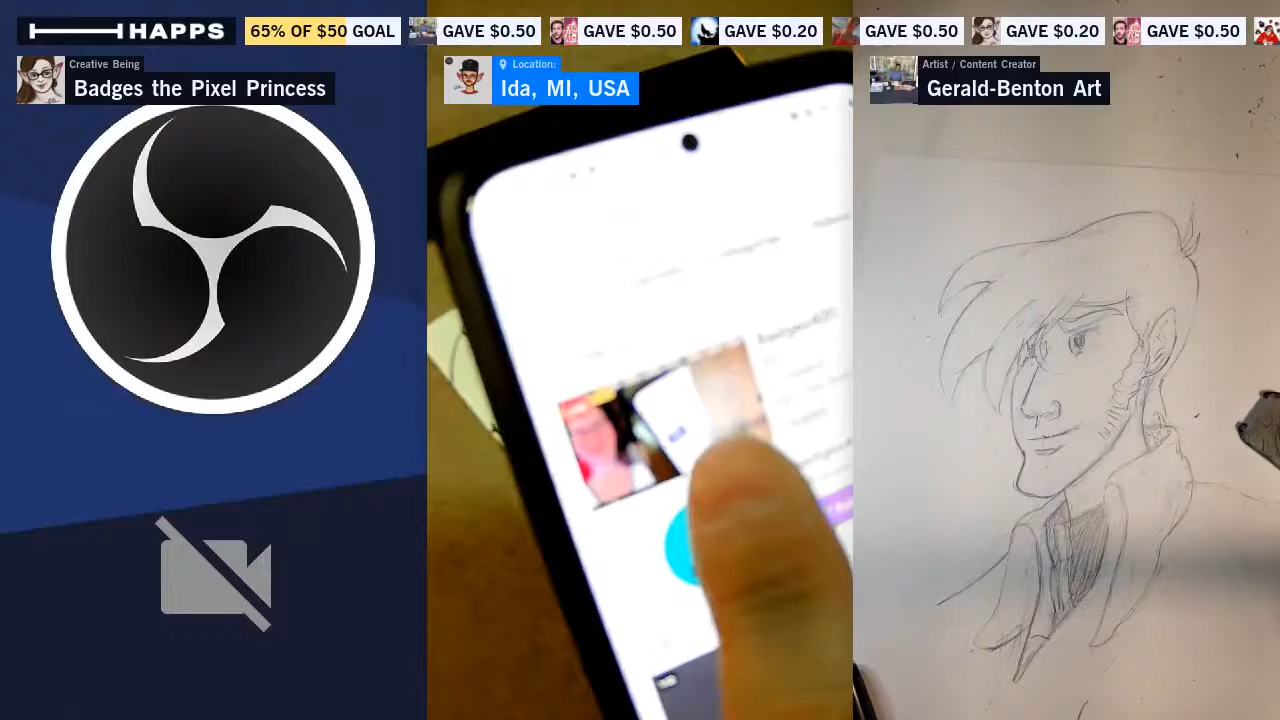 HAPPS
65% OF $50 GOAL
GAVE $0.50
GAVE $0.50
GAVE $0.20
GAVE $0.50
GAVE $0.20
GAVE $0.50
Creative Being
Badges the Pixel Princess
Location:
Ida, MI, USA
Artist / Content Creator
Gerald-Benton Art